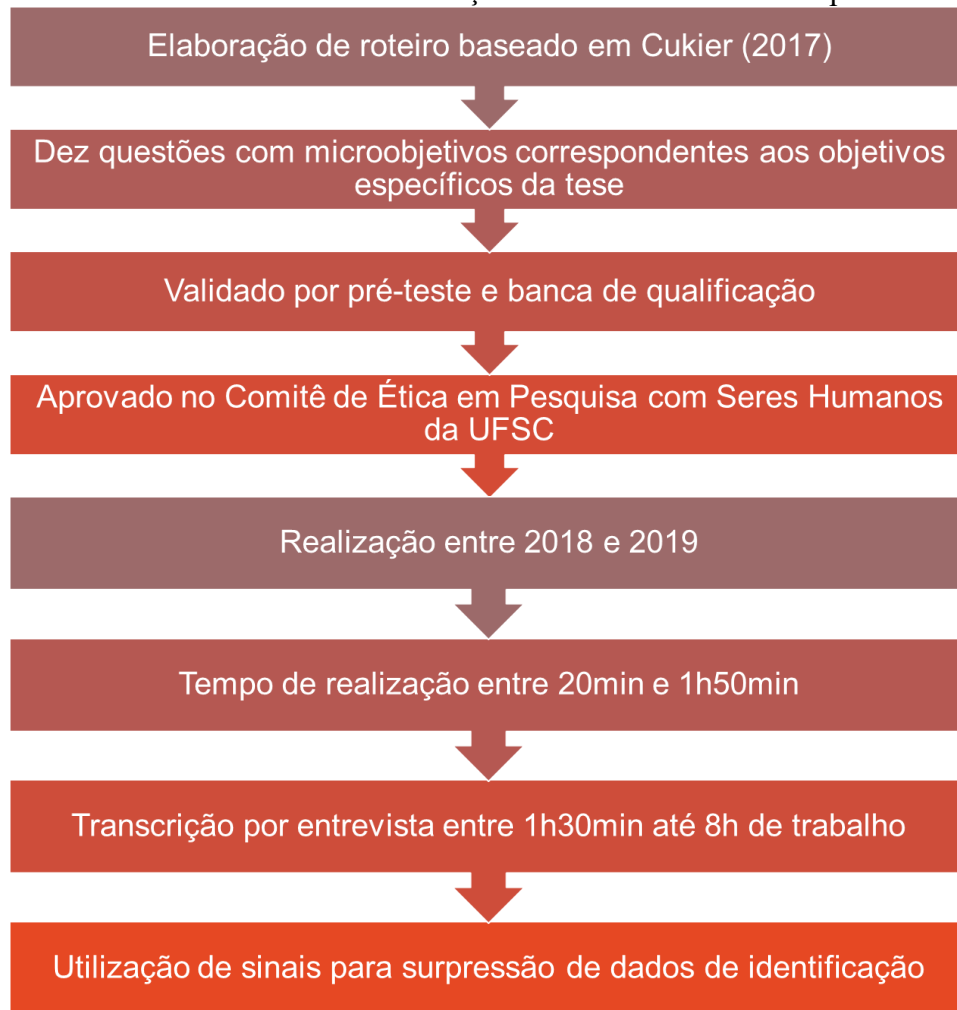 Elaboração de roteiro baseado em Cukier (2017)
Dez questões com microobjetivos correspondentes aos objetivos
específicos da tese
Validado por pré-teste e banca de qualificação
Aprovado no Comitê de Ética em Pesquisa com Seres Humanos
da UFSC
Realização entre 2018 e 2019
Tempo de realização entre 20min e 1h50min
Transcrição por entrevista entre 1h30min até 8h de trabalho
Utilização de sinais para surpressão de dados de identificação